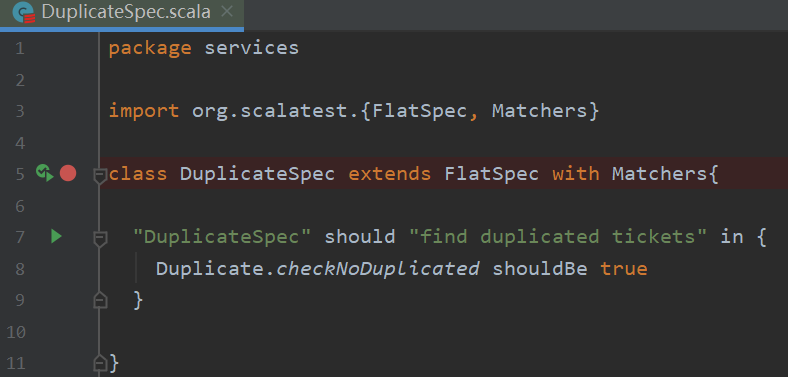 DuplicateSpec.scala
1 package services
2
3 import org.scalatest.{FlatSpec, Matchers}
4
5 class DuplicateSpec extends FlatSpec with Matchers{
6
7 "DuplicateSpec" should "find duplicated tickets" in {
8 Duplicate.checkNoDuplicated shouldBe true
9 }
10
11 }